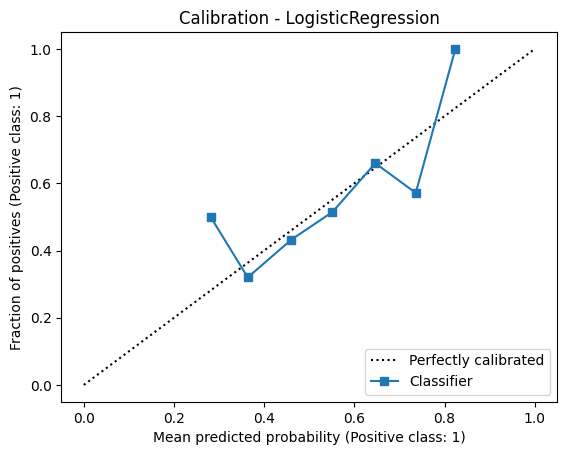 Calibration - LogisticRegression
Fraction of positives (Positive class: 1)
1.0
0.8
0.6
0.4
0.2
0.0
Perfectly calibrated
Classifier
0.0 0.2 0.4 0.6 0.8 1.0
Mean predicted probability (Positive class: 1)